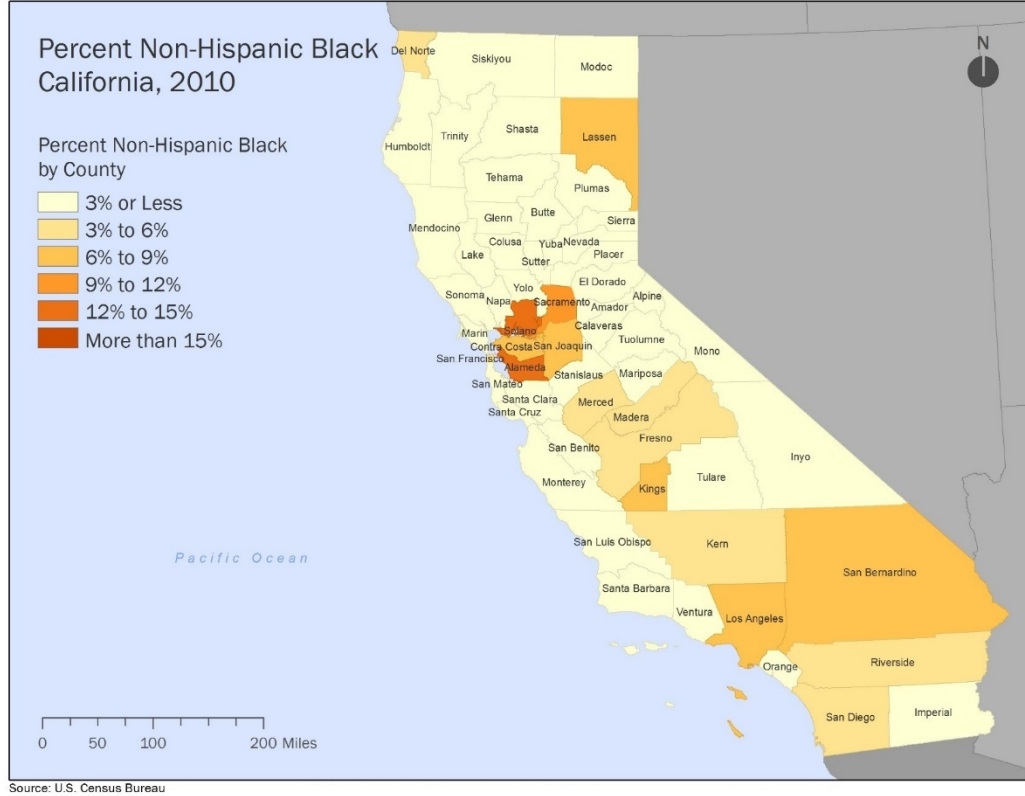 Percent Non-Hispanic Black
California, 2010
Percent Non-Hispanic Black
by County
3% or Less
3% to 6%
6% to 9%
9% to 12%
12% to 15%
More than 15%
N
Del Norte
Siskiyou
Modoc
Humboldt
Trinity
Shasta
Lassen
Tehama
Plumas
Mendocino
Glenn
Butte
Sierra
Lake
Colusa
Yuba
Nevada
Sutter
Placer
Sonoma
Napa
Yolo
El Dorado
Sacramento
Amador
Alpine
Marin
Solano
Calaveras
Contra Costa
San Joaquin
Tuolumne
Mono
San Francisco
Alameda
Stanislaus
Mariposa
San Mateo
Santa Clara
Merced
Santa Cruz
Madera
Fresno
San Benito
Inyo
Monterey
Kings
Tulare
San Luis Obispo
Kern
Pacific Ocean
San Bernardino
Santa Barbara
Ventura
Los Angeles
Orange
Riverside
San Diego
Imperial
0 50 100 200 Miles
Source: U.S. Census Bureau